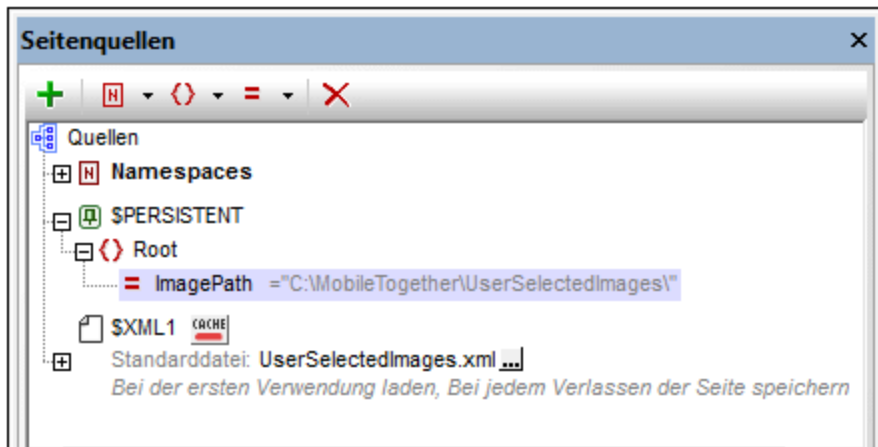 Seitenquellen
Quellen
Namespaces
$PERSISTENT
Root
ImagePath ="C:\MobileTogether\UserSelectedImages\"
$XML1 CACHE
Standarddatei: UserSelectedImages.xml ...
Bei der ersten Verwendung laden, Bei jedem Verlassen der Seite speichern